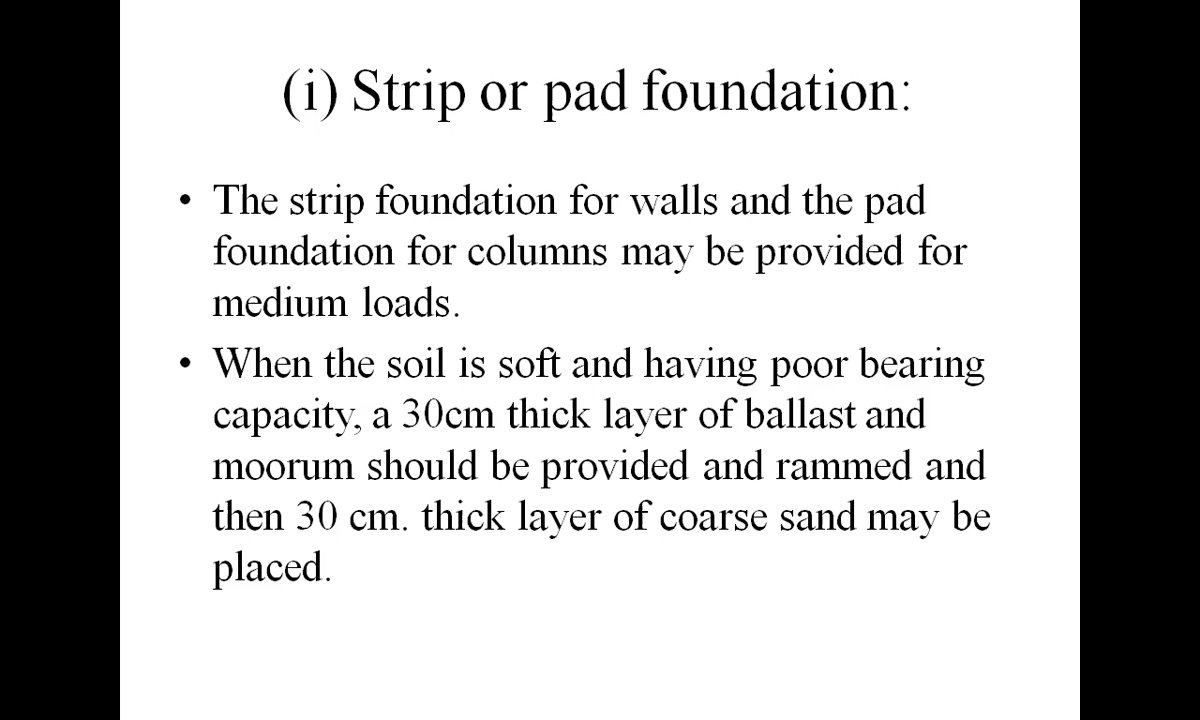 (i) Strip or pad foundation:
• The strip foundation for walls and the pad
foundation for columns may be provided for
medium loads.
• When the soil is soft and having poor bearing
capacity, a 30cm thick layer of ballast and
moorum should be provided and rammed and
then 30 cm. thick layer of coarse sand may be
placed.